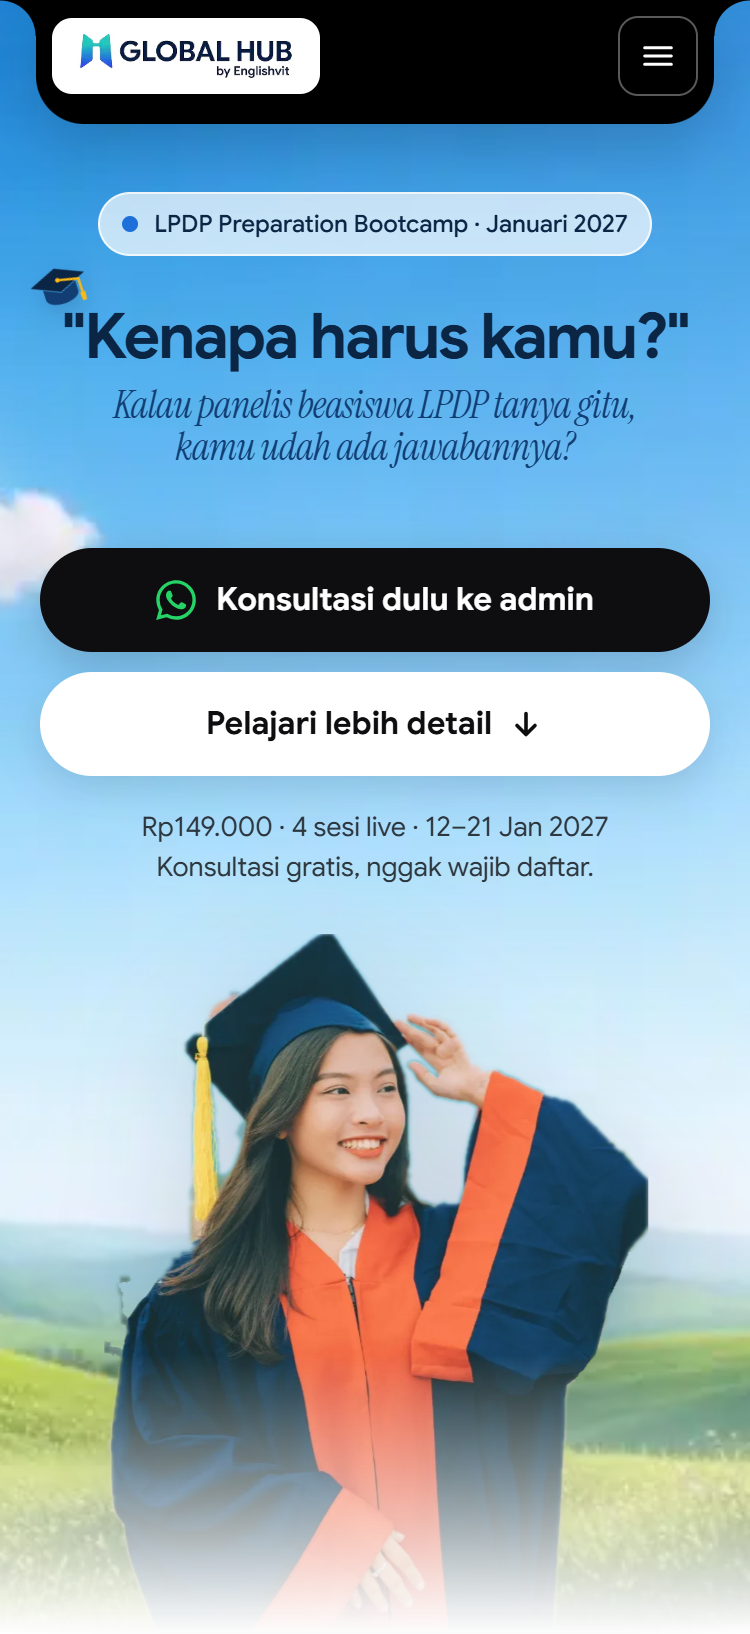 GLOBAL HUB
by Englishvit
LPDP Preparation Bootcamp · Januari 2027
"Kenapa harus kamu?"
Kalau panelis beasiswa LPDP tanya gitu,
kamu udah ada jawabannya?
Konsultasi dulu ke admin
Pelajari lebih detail ↓
Rp149.000 · 4 sesi live · 12–21 Jan 2027
Konsultasi gratis, nggak wajib daftar.